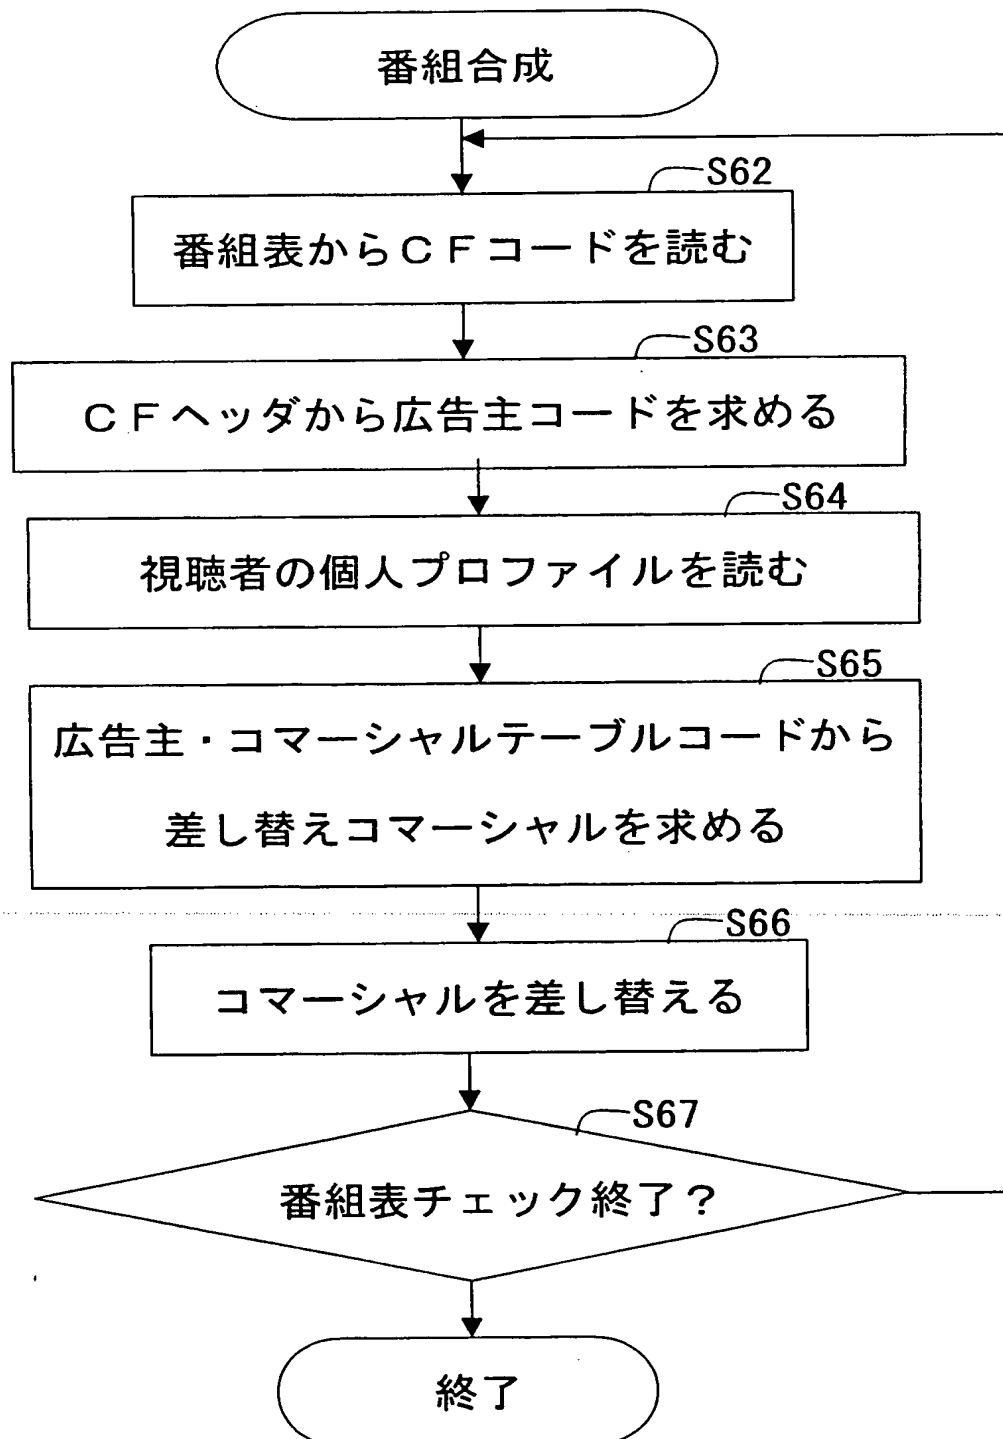 番組合成
S62
番組表からＣＦコードを読む
S63
ＣＦヘッダから広告主コードを求める
S64
視聴者の個人プロファイルを読む
S65
広告主・コマーシャルテーブルコードから
差し替えコマーシャルを求める
S66
コマーシャルを差し替える
S67
番組表チェック終了？
終了